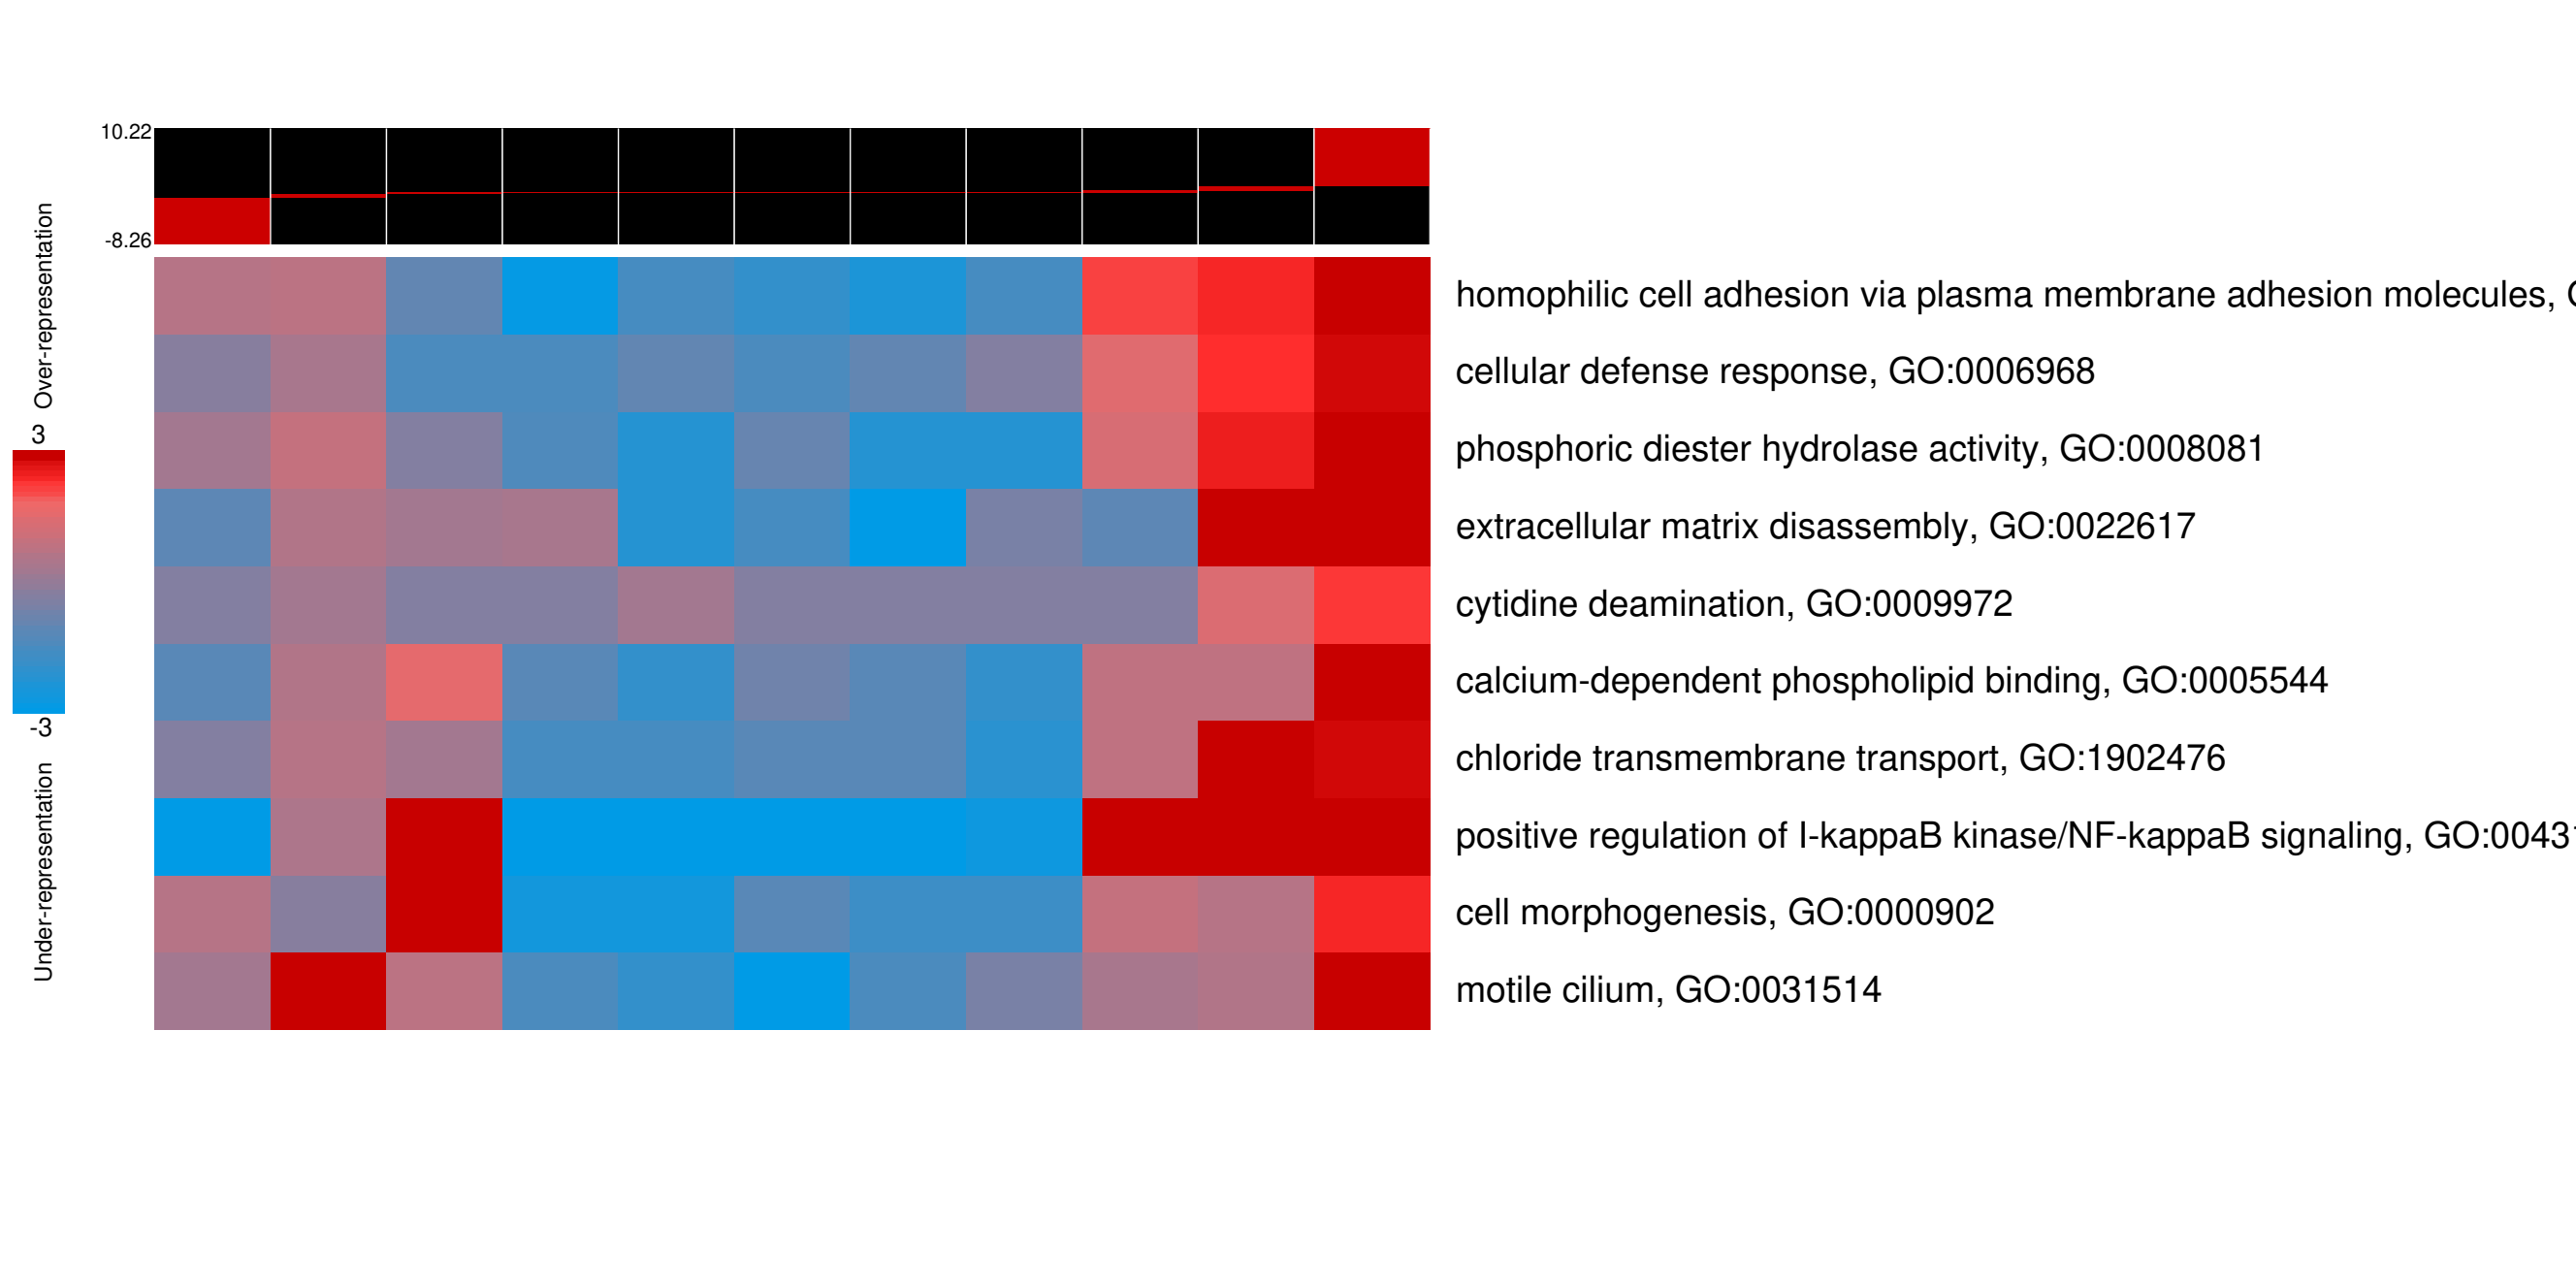 10.22
-8.26
Over-representation
3
-3
Under-representation
homophilic cell adhesion via plasma membrane adhesion molecules,
cellular defense response, GO:0006968
phosphoric diester hydrolase activity, GO:0008081
extracellular matrix disassembly, GO:0022617
cytidine deamination, GO:0009972
calcium-dependent phospholipid binding, GO:0005544
chloride transmembrane transport, GO:1902476
positive regulation of I-kappaB kinase/NF-kappaB signaling, GO:0043
cell morphogenesis, GO:0000902
motile cilium, GO:0031514